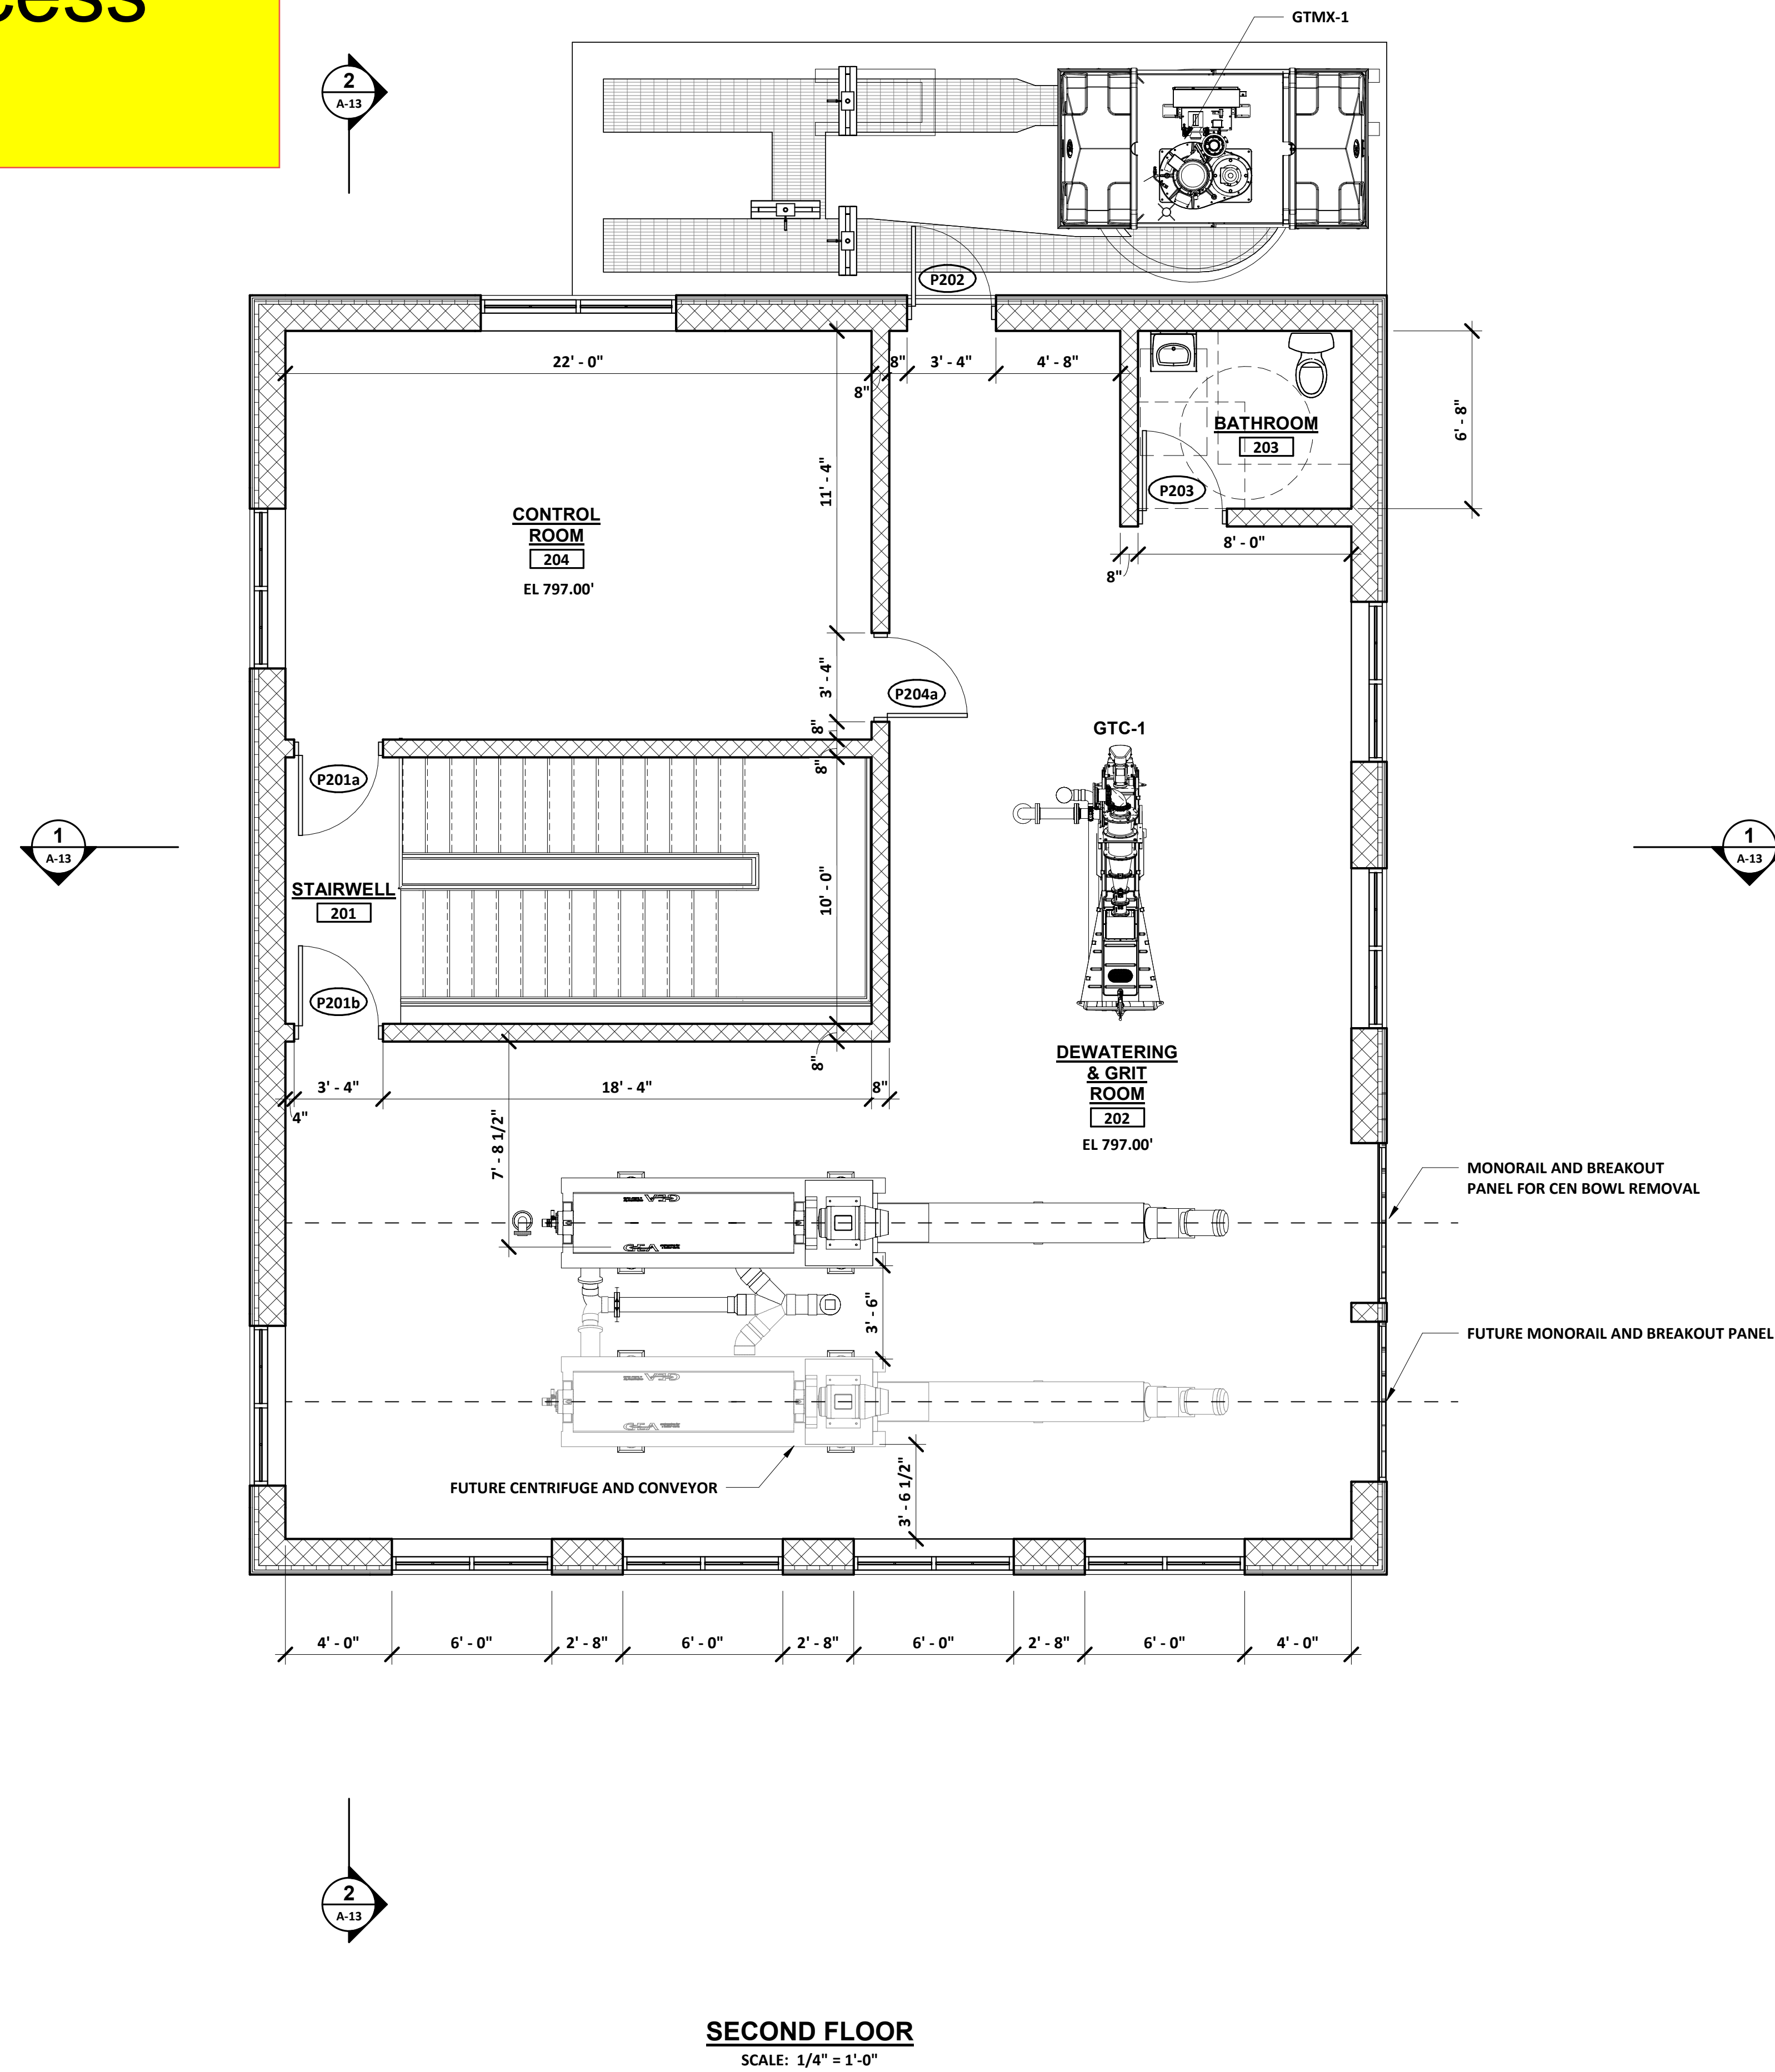 cess
GTMX-1
2
A-13
P202
22' - 0"
8"
3' - 4"
4' - 8"
8"
BATHROOM
203
6' - 8"
P203
11' - 4"
CONTROL
ROOM
204
EL 797.00'
8' - 0"
8"
3' - 4"
P204a
8"
GTC-1
8"
P201a
1
A-13
1
A-13
STAIRWELL
201
10' - 0"
P201b
8"
DEWATERING
& GRIT
ROOM
202
EL 797.00'
3' - 4"
18' - 4"
8"
4"
7' - 8 1/2"
MONORAIL AND BREAKOUT
PANEL FOR CEN BOWL REMOVAL
GEA
GEA
3' - 6"
FUTURE MONORAIL AND BREAKOUT PANEL
GEA
GEA
FUTURE CENTRIFUGE AND CONVEYOR
3' - 6 1/2"
4' - 0"
6' - 0"
2' - 8"
6' - 0"
2' - 8"
6' - 0"
2' - 8"
6' - 0"
4' - 0"
2
A-13
SECOND FLOOR
SCALE: 1/4" = 1'-0"